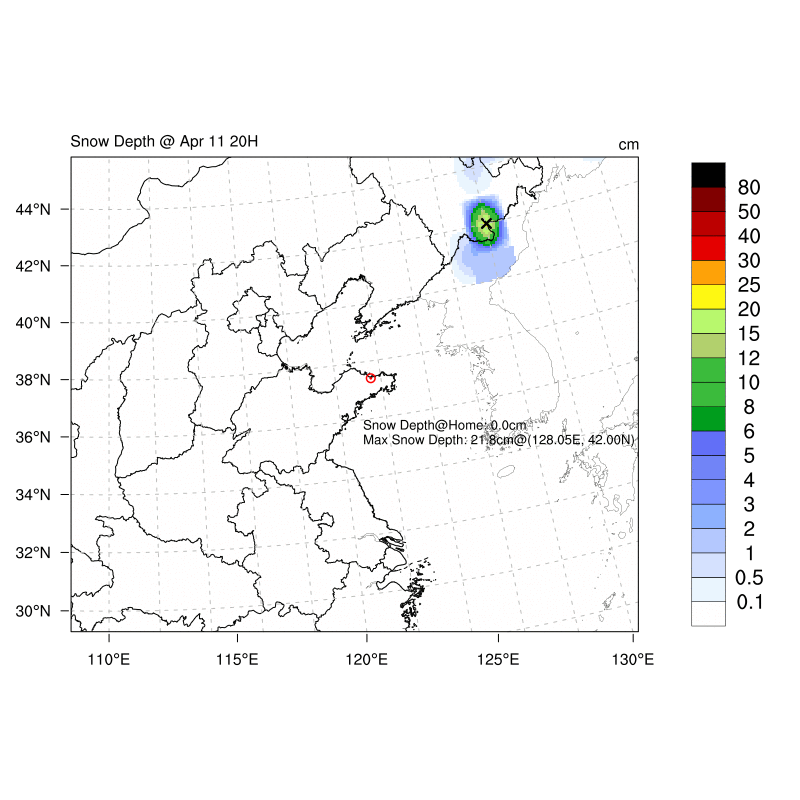 Snow Depth @ Apr 11 20H
cm
44°N
42°N
40°N
38°N
36°N
34°N
32°N
30°N
110°E
115°E
120°E
125°E
130°E
Snow Depth@Home: 0.0cm
Max Snow Depth: 21.8cm@(128.05E, 42.00N)
80
50
40
30
25
20
15
12
10
8
6
5
4
3
2
1
0.5
0.1